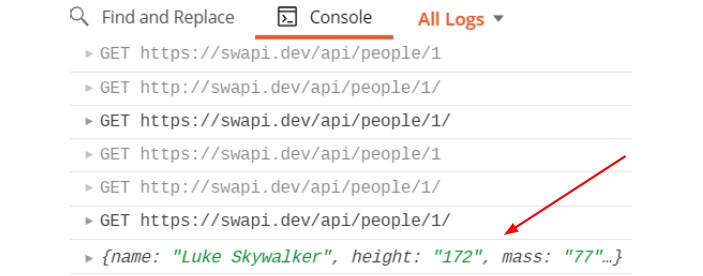 Find and Replace Console All Logs
GET https://swapi.dev/api/people/1
GET http://swapi.dev/api/people/1/
GET https://swapi.dev/api/people/1/
GET https://swapi.dev/api/people/1
GET http://swapi.dev/api/people/1/
GET https://swapi.dev/api/people/1/
{name: "Luke Skywalker", height: "172", mass: "77"…}